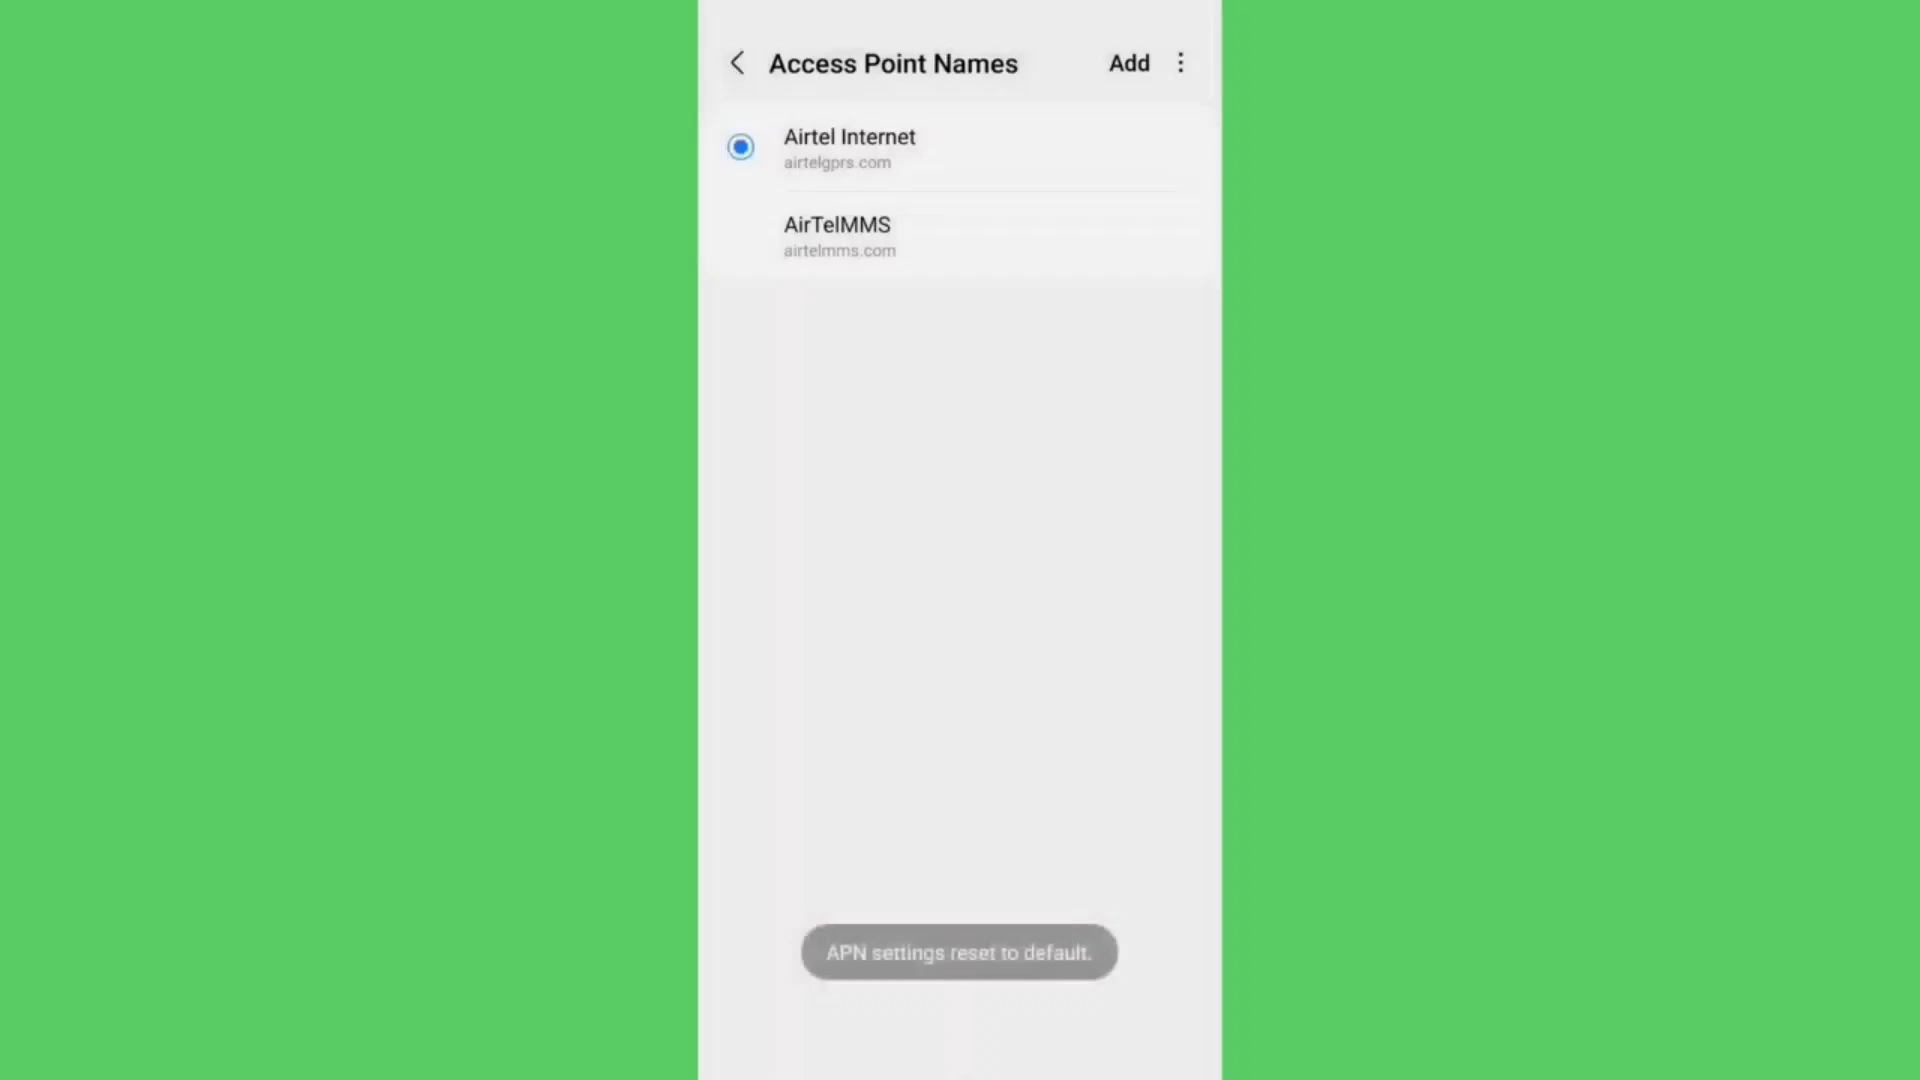 Access Point Names Add
Airtel Internet
airtelgprs.com
AirTelMMS
airtelmms.com
APN settings reset to default.